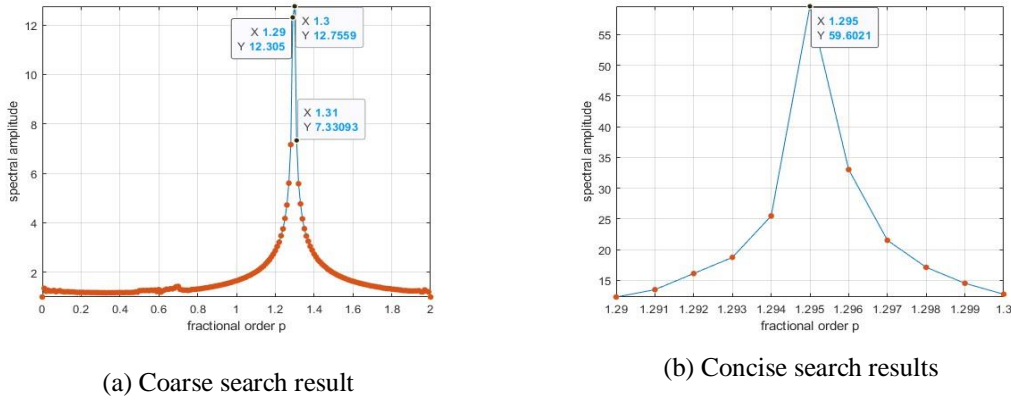 12
10
8
6
4
2
X 1.29
Y 12.305
X 1.3
Y 12.7559
X 1.31
Y 7.33093
0 0.2 0.4 0.6 0.8 1 1.2 1.4 1.6 1.8 2
spectral amplitude
fractional order p
(a) Coarse search result
55
50
45
40
35
30
25
20
15
X 1.295
Y 59.6021
1.29 1.291 1.292 1.293 1.294 1.295 1.296 1.297 1.298 1.299 1.3
spectral amplitude
fractional order p
(b) Concise search results